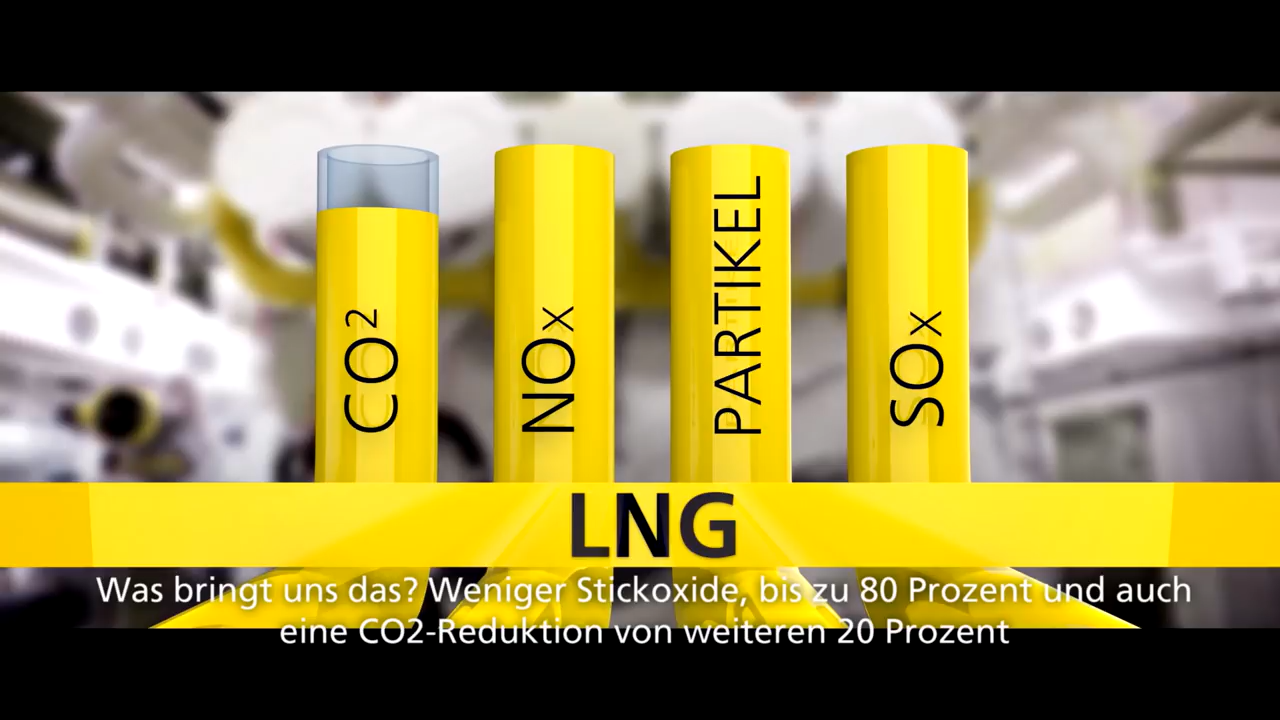 CO²
NOx
PARTIKEL
SOx
LNG
Was bringt uns das? Weniger Stickoxide, bis zu 80 Prozent und auch
eine CO2-Reduktion von weiteren 20 Prozent